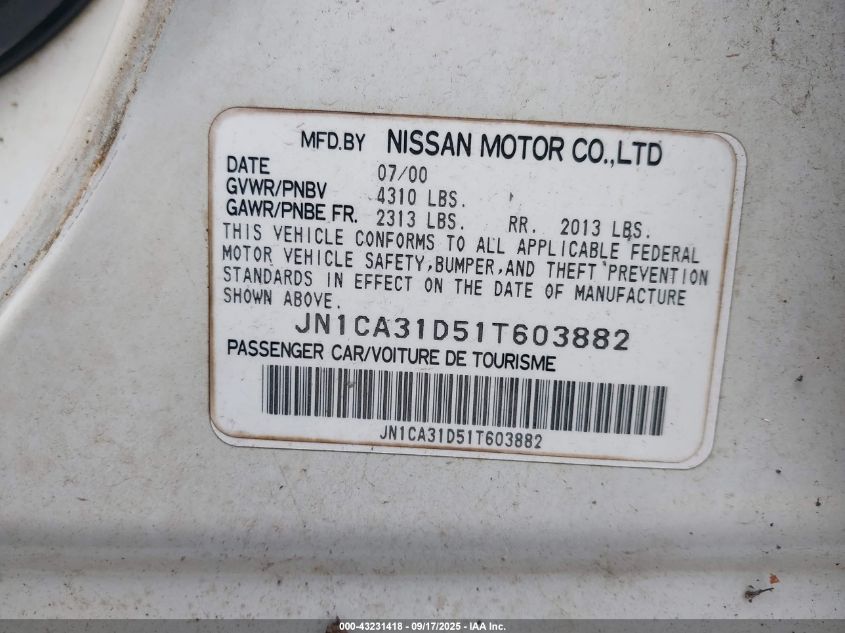 MFD.BY NISSAN MOTOR CO.,LTD
DATE 07/00
GVWR/PNBV 4310 LBS.
GAWR/PNBE FR. 2313 LBS. RR. 2013 LBS.
THIS VEHICLE CONFORMS TO ALL APPLICABLE FEDERAL
MOTOR VEHICLE SAFETY,BUMPER,AND THEFT PREVENTION
STANDARDS IN EFFECT ON THE DATE OF MANUFACTURE
SHOWN ABOVE.
JN1CA31D51T603882
PASSENGER CAR/VOITURE DE TOURISME
JN1CA31D51T603882
000-43231418 - 09/17/2025 - IAA Inc.